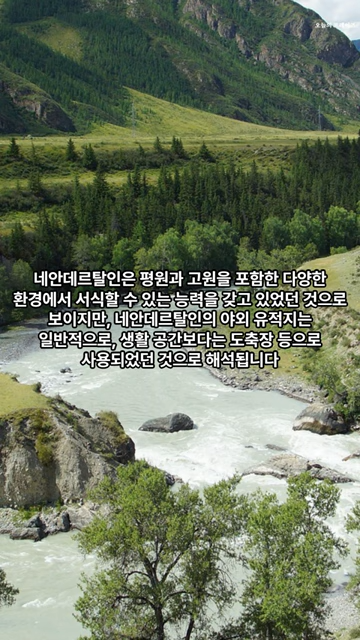 네안데르탈인은 평원과 고원을 포함한 다양한
환경에서 서식할 수 있는 능력을 갖고 있었던 것으로
보이지만, 네안데르탈인의 야외 유적지는
일반적으로, 생활 공간보다는 도축장 등으로
사용되었던 것으로 해석됩니다